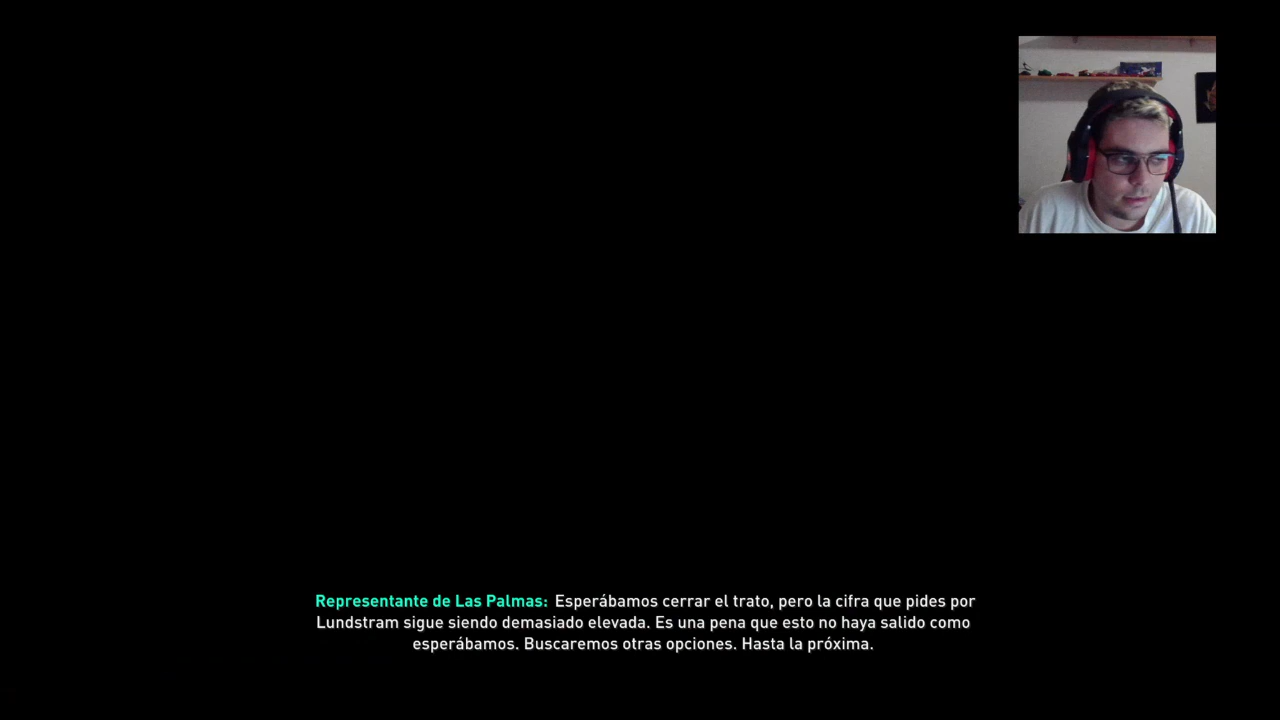 Representante de Las Palmas: Esperábamos cerrar el trato, pero la cifra que pides por
Lundstram sigue siendo demasiado elevada. Es una pena que esto no haya salido como
esperábamos. Buscaremos otras opciones. Hasta la próxima.